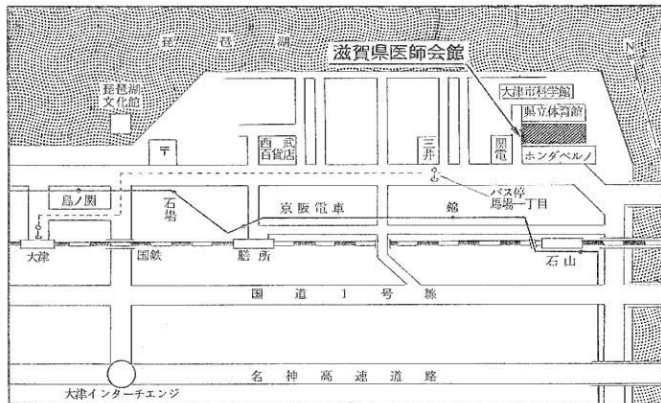 琵琶湖
滋賀県医師会館
N
琵琶湖
文化館
大津市科学館
県立体育館
〒
西武
百貨店
三井
関電
ホンダベルノ
島ノ関
石場
バス停
馬場一丁目
京阪電車
錦
大津
国鉄
膳所
石山
国道1号線
名神高速道路
大津インターチエンジ